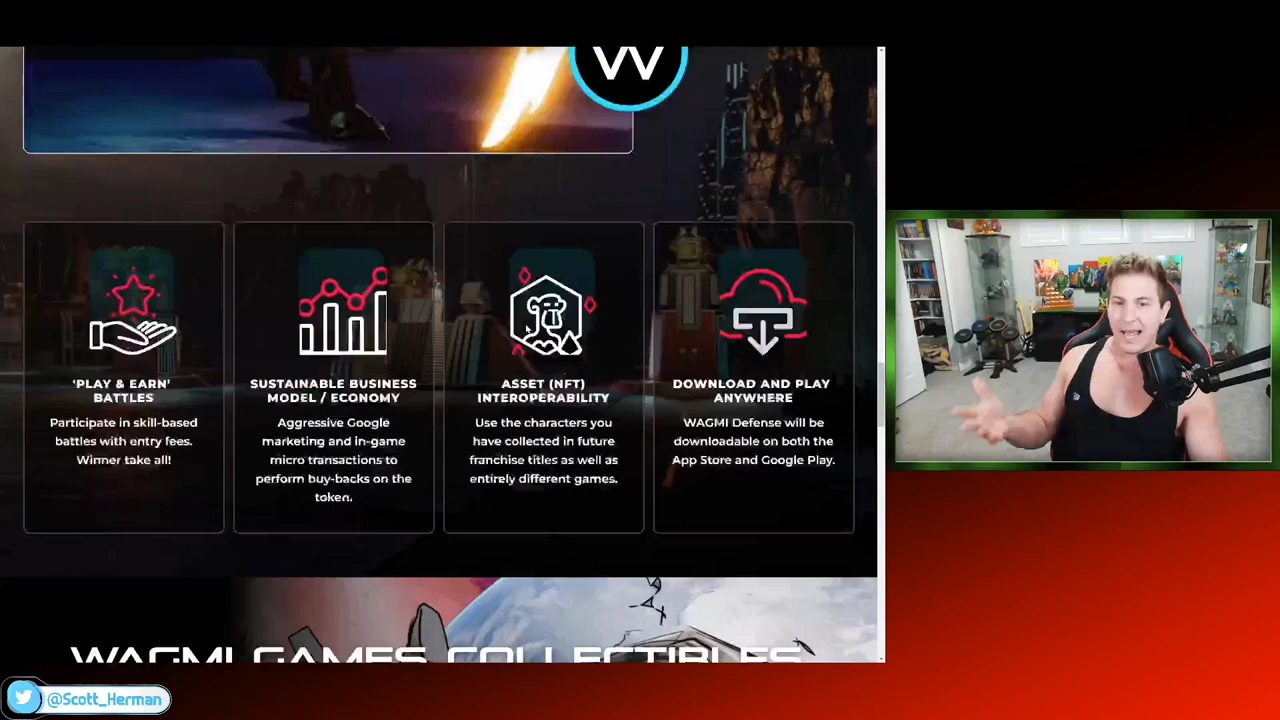 W
'PLAY & EARN'
BATTLES
Participate in skill-based
battles with entry fees.
Winner take all!
SUSTAINABLE BUSINESS
MODEL / ECONOMY
Aggressive Google
marketing and in-game
micro transactions to
perform buy-backs on the
token.
ASSET (NFT)
INTEROPERABILITY
Use the characters you
have collected in future
franchise titles as well as
entirely different games.
DOWNLOAD AND PLAY
ANYWHERE
WAGMI Defense will be
downloadable on both the
App Store and Google Play.
WAGMI GAMES COLLECTIBLES
@Scott_Herman